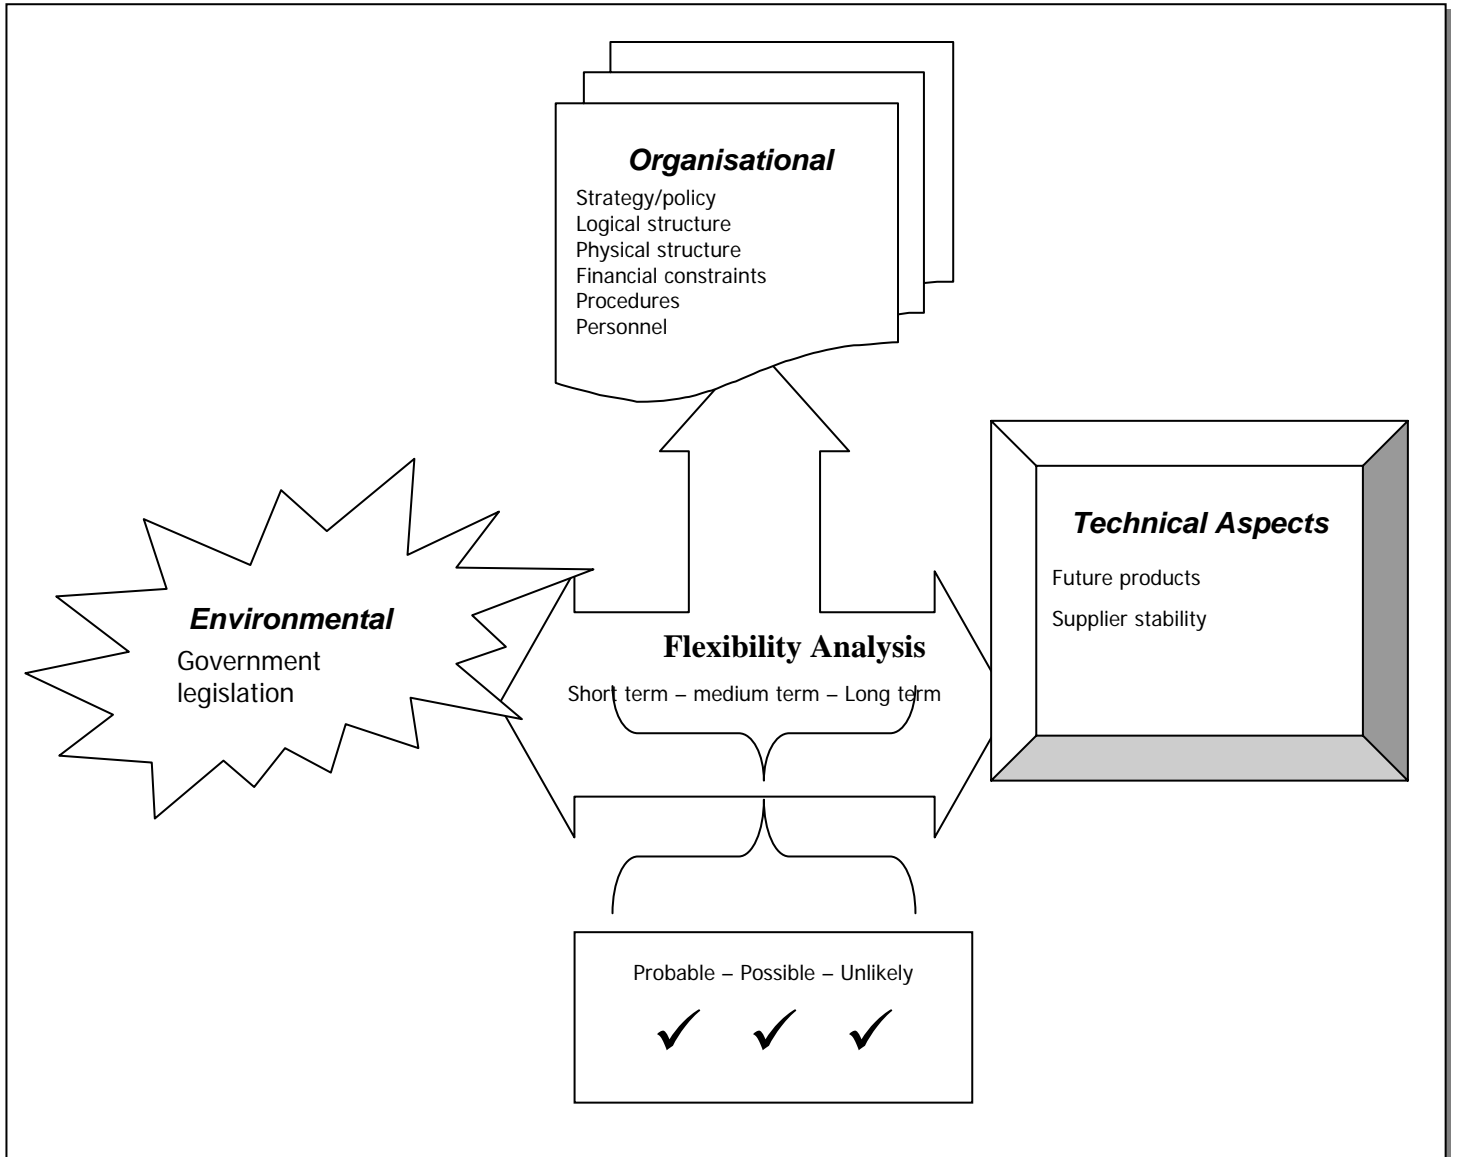 Organisational
Strategy/policy
Logical structure
Physical structure
Financial constraints
Procedures
Personnel
Environmental
Government
legislation
Flexibility Analysis
Short term – medium term – Long term
Technical Aspects
Future products
Supplier stability
Probable – Possible – Unlikely